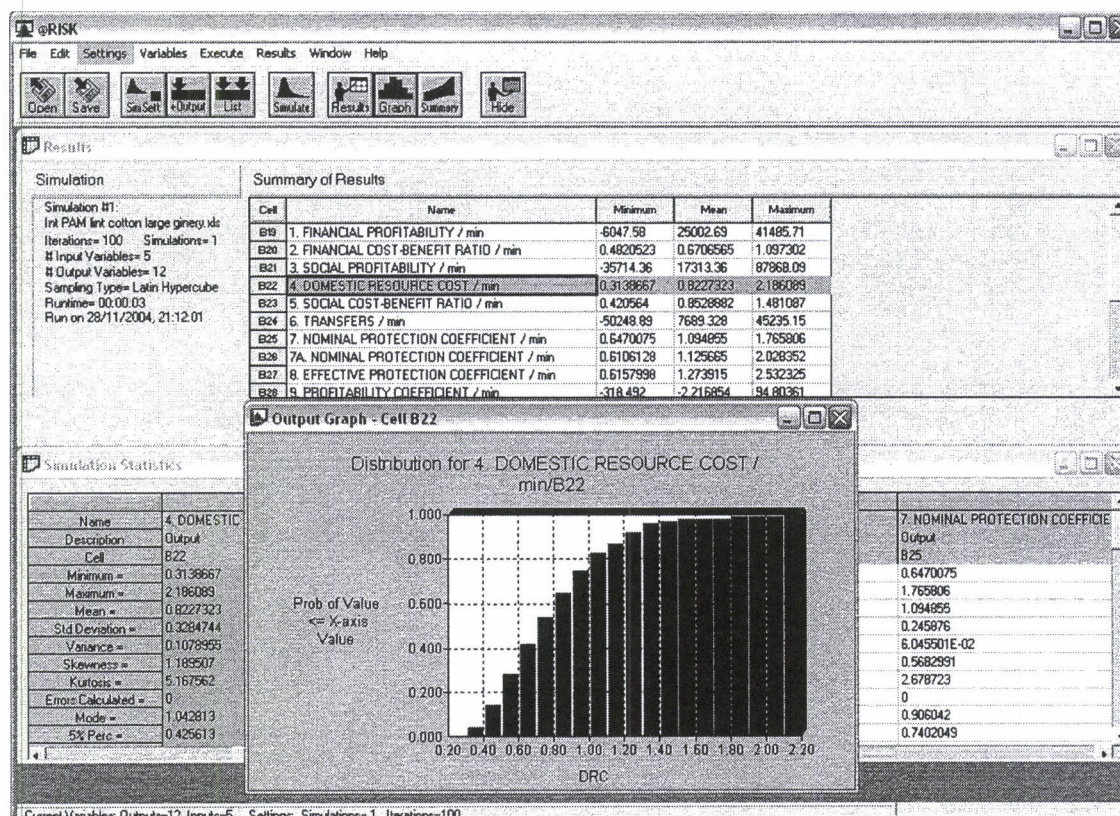 @RISK
File Edit Settings Variables Execute Results Window Help
Open Save SimSett +Output List Simulate Results Graph Summary Hide
Results
Simulation
Simulation #1:
Int PAM lint cotton large ginery.xls
Iterations= 100 Simulations= 1
# Input Variables= 5
# Output Variables= 12
Sampling Type= Latin Hypercube
Runtime= 00:00:03
Run on 28/11/2004, 21:12:01
Summary of Results
Cell Name Minimum Mean Maximum
B19 1. FINANCIAL PROFITABILITY / min -6047.58 25002.69 41485.71
B20 2. FINANCIAL COST-BENEFIT RATIO / min 0.4820523 0.6706565 1.097302
B21 3. SOCIAL PROFITABILITY / min -35714.36 17313.36 87868.09
B22 4. DOMESTIC RESOURCE COST / min 0.3138667 0.8227323 2.186089
B23 5. SOCIAL COST-BENEFIT RATIO / min 0.420564 0.8528882 1.481087
B24 6. TRANSFERS / min -50248.89 7689.328 45235.15
B25 7. NOMINAL PROTECTION COEFFICIENT / min 0.6470075 1.094855 1.765806
B26 7A. NOMINAL PROTECTION COEFFICIENT / min 0.6106128 1.125665 2.028352
B27 8. EFFECTIVE PROTECTION COEFFICIENT / min 0.6157998 1.273915 2.532325
B28 9. PROFITABILITY COEFFICIENT / min -318.492 -2.216854 94.80361
Output Graph - Cell B22
Distribution for 4. DOMESTIC RESOURCE COST /
min/B22
1.000
0.800
0.600
0.400
0.200
0.000
Prob of Value
<= X-axis
Value
0.20 0.40 0.60 0.80 1.00 1.20 1.40 1.60 1.80 2.00 2.20
DRC
Simulation Statistics
Name 4. DOMESTIC 7. NOMINAL PROTECTION COEFFICIE
Description Output Output
Cell B22 B25
Minimum = 0.3138667 0.6470075
Maximum = 2.186089 1.765806
Mean = 0.8227323 1.094855
Std Deviation = 0.3284744 0.245876
Variance = 0.1078955 6.045501E-02
Skewness = 1.189507 0.5682991
Kurtosis = 5.167562 2.678723
Errors Calculated = 0 0
Mode = 1.042813 0.906042
5% Perc = 0.425613 0.7402049
Current Variables: Outputs=12, Inputs=5 Settings: Simulations= 1, Iterations=100